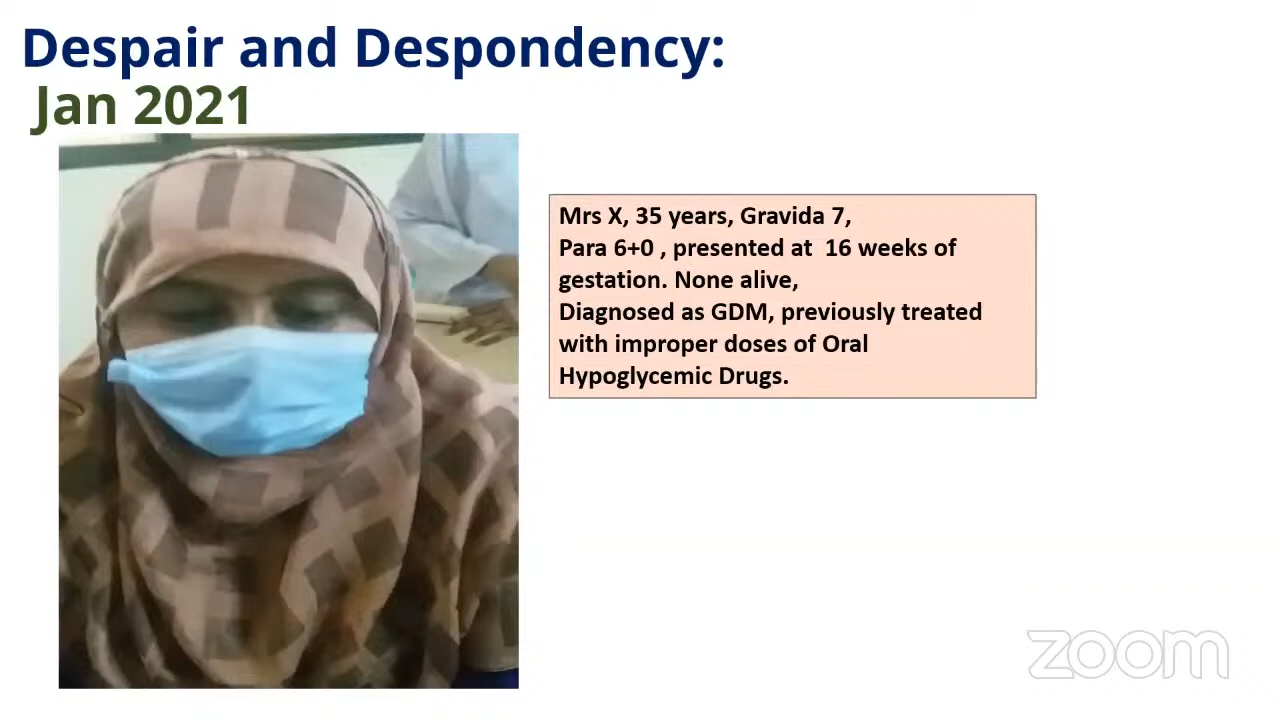 Despair and Despondency:
Jan 2021
Mrs X, 35 years, Gravida 7,
Para 6+0 , presented at 16 weeks of
gestation. None alive,
Diagnosed as GDM, previously treated
with improper doses of Oral
Hypoglycemic Drugs.
zoom